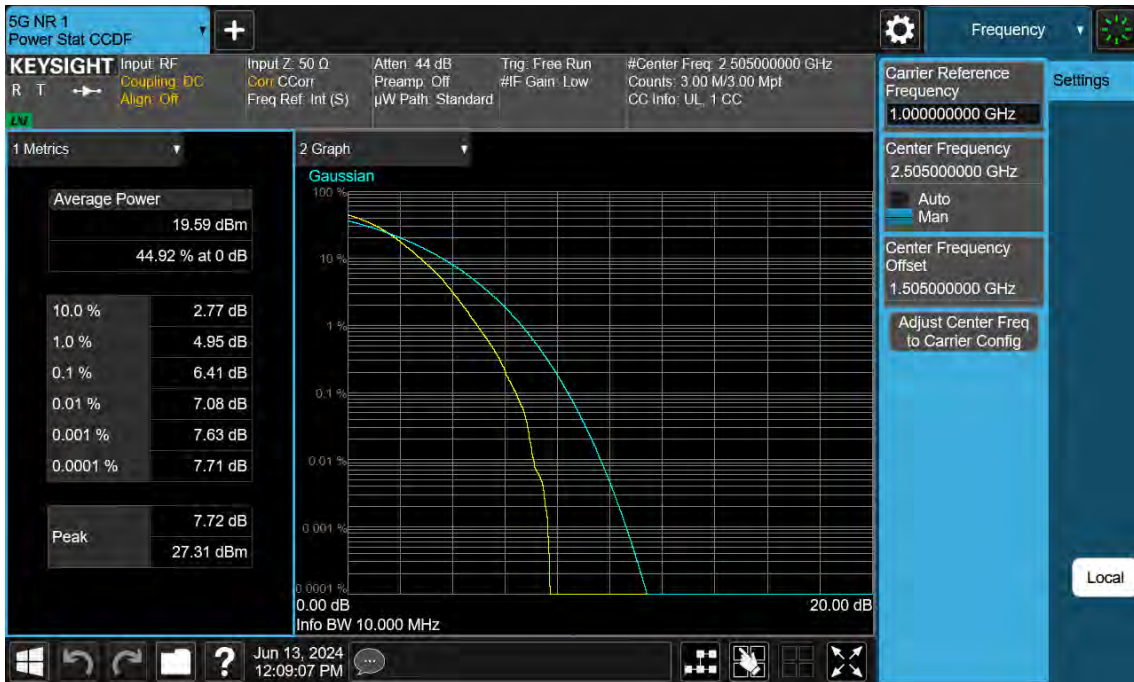 5G NR 1
Power Stat CCDF
Frequency
KEYSIGHT
R T
LNI
Input: RF
Coupling: DC
Align: Off
Input Z: 50 Ω
Corr CCorr
Freq Ref: Int (S)
Atten: 44 dB
Preamp: Off
µW Path: Standard
Trig: Free Run
#IF Gain: Low
#Center Freq: 2.505000000 GHz
Counts: 3.00 M/3.00 Mpt
CC Info: UL, 1 CC
Carrier Reference
Frequency
1.000000000 GHz
Settings
Center Frequency
2.505000000 GHz
Auto
Man
Center Frequency
Offset
1.505000000 GHz
Adjust Center Freq
to Carrier Config
Local
1 Metrics
Average Power
19.59 dBm
44.92 % at 0 dB
10.0 % 2.77 dB
1.0 % 4.95 dB
0.1 % 6.41 dB
0.01 % 7.08 dB
0.001 % 7.63 dB
0.0001 % 7.71 dB
Peak
7.72 dB
27.31 dBm
2 Graph
Gaussian
100 %
10 %
1 %
0.1 %
0.01 %
0.001 %
0.0001 %
0.00 dB 20.00 dB
Info BW 10.000 MHz
Jun 13, 2024
12:09:07 PM